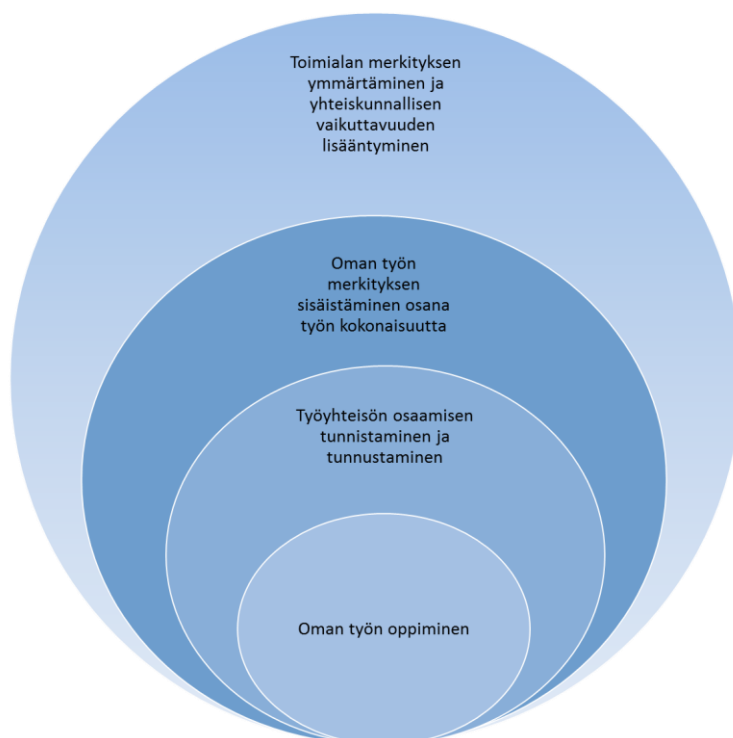 Toimialan merkityksen
ymmärtäminen ja
yhteiskunnallisen
vaikuttavuuden
lisääntyminen
Oman työn
merkityksen
sisäistäminen osana
työn kokonaisuutta
Työyhteisön osaamisen
tunnistaminen ja
tunnustaminen
Oman työn oppiminen